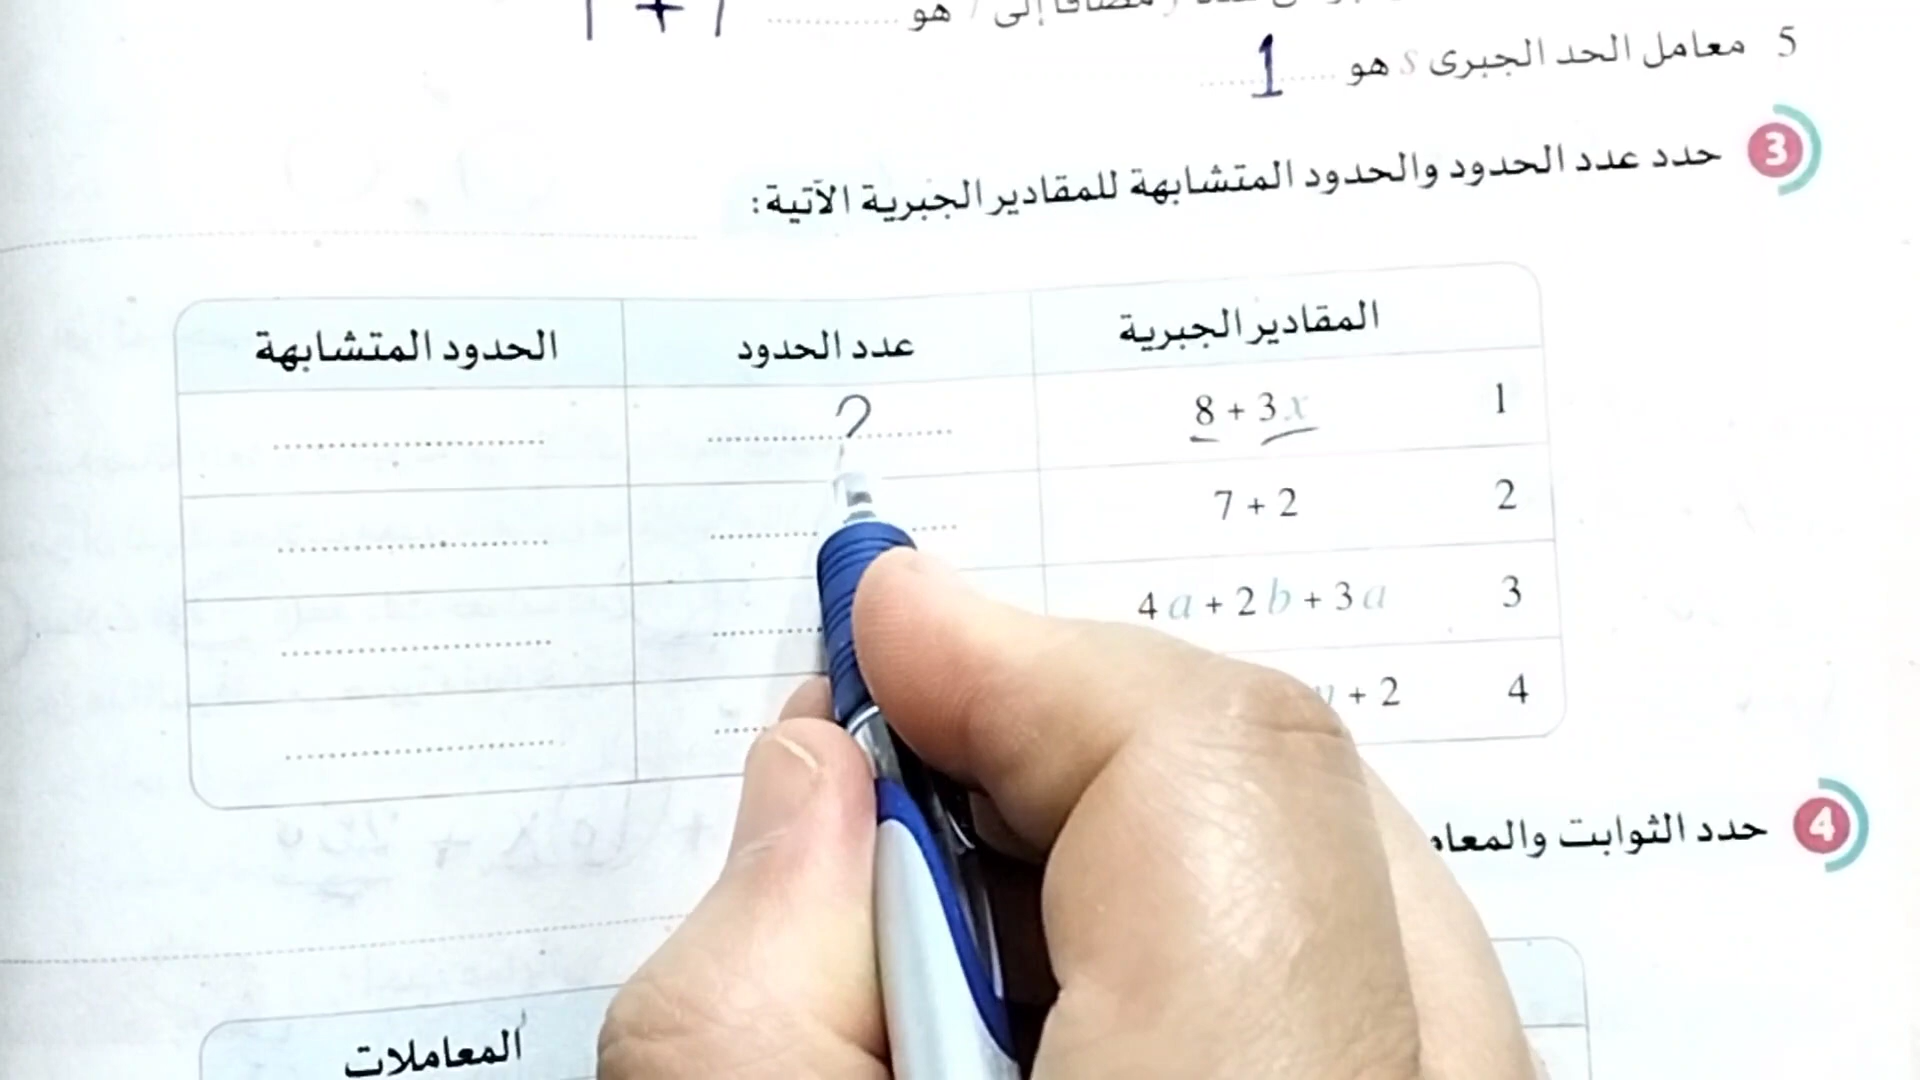 هو
5 معامل الحد الجبرى s هو 1
3 حدد عدد الحدود والحدود المتشابهة للمقادير الجبرية الآتية:
المقادير الجبرية عدد الحدود الحدود المتشابهة
1 8 + 3x
2 7 + 2
3 4a + 2b + 3a
4 + 2
4 حدد الثوابت
المعاملات